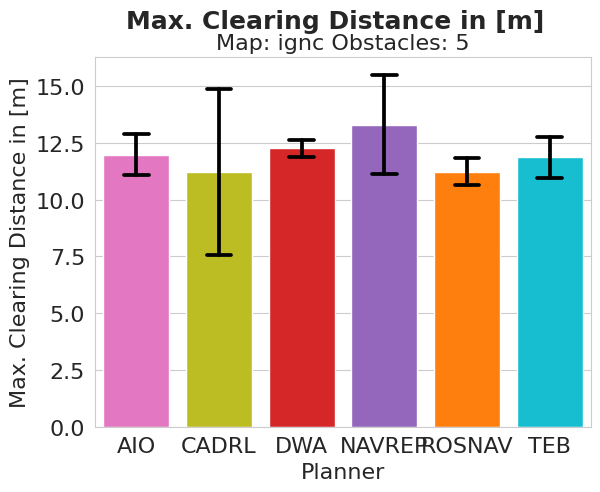 Max. Clearing Distance in [m]
Map: ignc Obstacles: 5
Max. Clearing Distance in [m]
15.0
12.5
10.0
7.5
5.0
2.5
0.0
AIO CADRL DWA NAVREP ROSNAV TEB
Planner